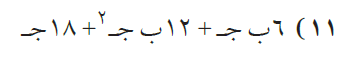 ١١) ٦ب جـ + ١٢ب جـ٢ + ١٨جـ